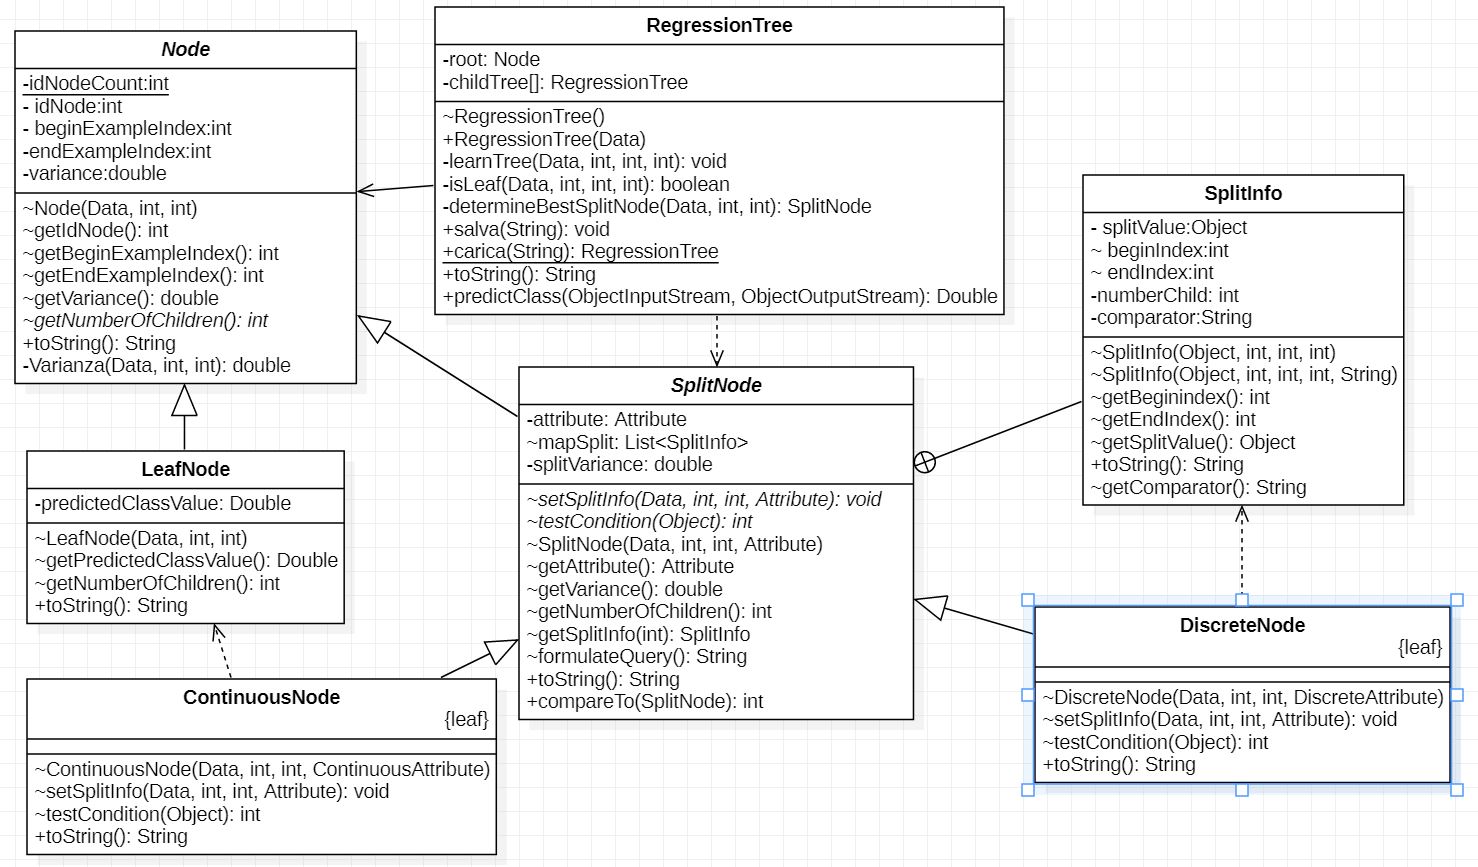 Node
-idNodeCount:int
- idNode:int
- beginExampleIndex:int
-endExampleIndex:int
-variance:double
~Node(Data, int, int)
~getIdNode(): int
~getBeginExampleIndex(): int
~getEndExampleIndex(): int
~getVariance(): double
~getNumberOfChildren(): int
+toString(): String
-Varianza(Data, int, int): double
RegressionTree
-root: Node
-childTree[]: RegressionTree
~RegressionTree()
+RegressionTree(Data)
-learnTree(Data, int, int, int): void
-isLeaf(Data, int, int, int): boolean
-determineBestSplitNode(Data, int, int): SplitNode
+salva(String): void
+carica(String): RegressionTree
+toString(): String
+predictClass(ObjectInputStream, ObjectOutputStream): Double
SplitInfo
- splitValue:Object
~ beginIndex:int
~ endIndex:int
-numberChild: int
-comparator:String
~SplitInfo(Object, int, int, int)
~SplitInfo(Object, int, int, int, String)
~getBeginindex(): int
~getEndIndex(): int
~getSplitValue(): Object
+toString(): String
~getComparator(): String
SplitNode
-attribute: Attribute
~mapSplit: List<SplitInfo>
-splitVariance: double
~setSplitInfo(Data, int, int, Attribute): void
~testCondition(Object): int
~SplitNode(Data, int, int, Attribute)
~getAttribute(): Attribute
~getVariance(): double
~getNumberOfChildren(): int
~getSplitInfo(int): SplitInfo
~formulateQuery(): String
+toString(): String
+compareTo(SplitNode): int
LeafNode
-predictedClassValue: Double
~LeafNode(Data, int, int)
~getPredictedClassValue(): Double
~getNumberOfChildren(): int
+toString(): String
ContinuousNode
{leaf}
~ContinuousNode(Data, int, int, ContinuousAttribute)
~setSplitInfo(Data, int, int, Attribute): void
~testCondition(Object): int
+toString(): String
DiscreteNode
{leaf}
~DiscreteNode(Data, int, int, DiscreteAttribute)
~setSplitInfo(Data, int, int, Attribute): void
~testCondition(Object): int
+toString(): String